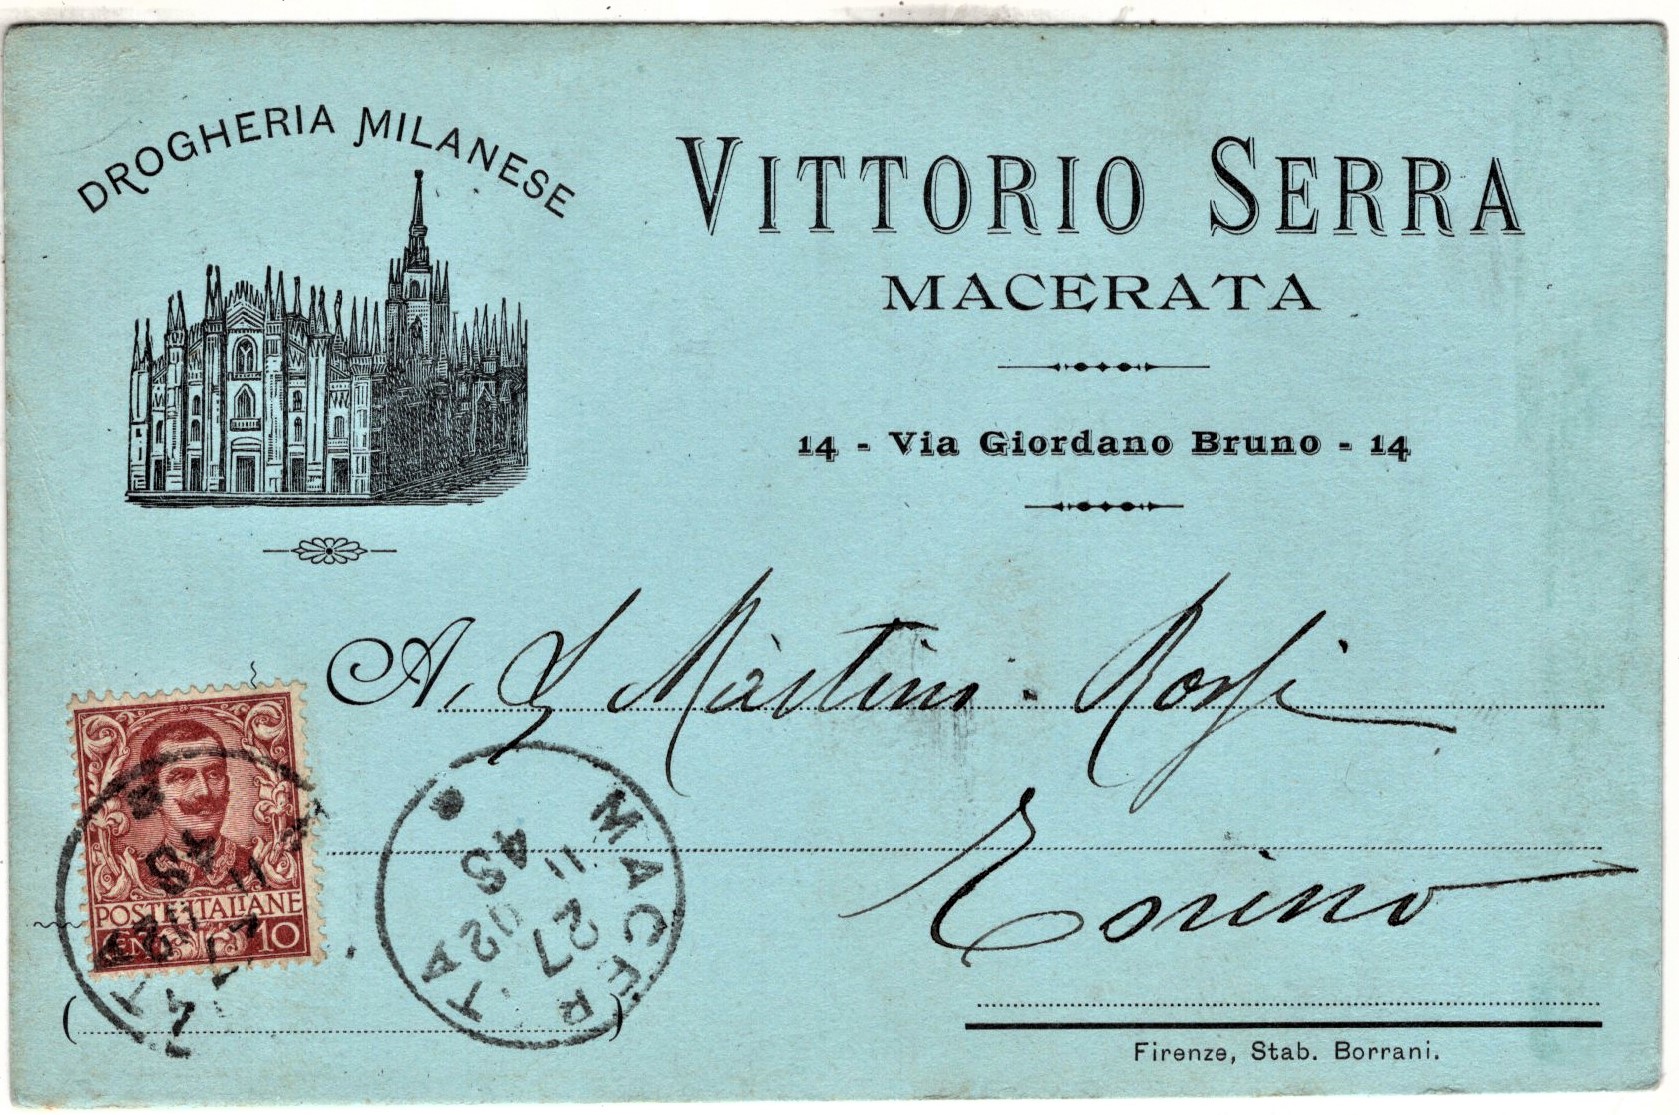 DROGHERIA MILANESE
VITTORIO SERRA
MACERATA
14 - Via Giordano Bruno - 14
A. S Martini - Rossi
Torino
POSTE ITALIANE
10
MACERATA
27
11
02
4S
Firenze, Stab. Borrani.